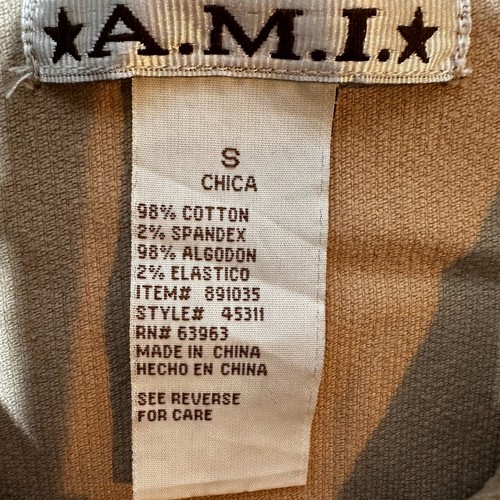 ★A.M.I.★
S
CHICA
98% COTTON
2% SPANDEX
98% ALGODON
2% ELASTICO
ITEM# 891035
STYLE# 45311
RN# 63963
MADE IN CHINA
HECHO EN CHINA
SEE REVERSE
FOR CARE